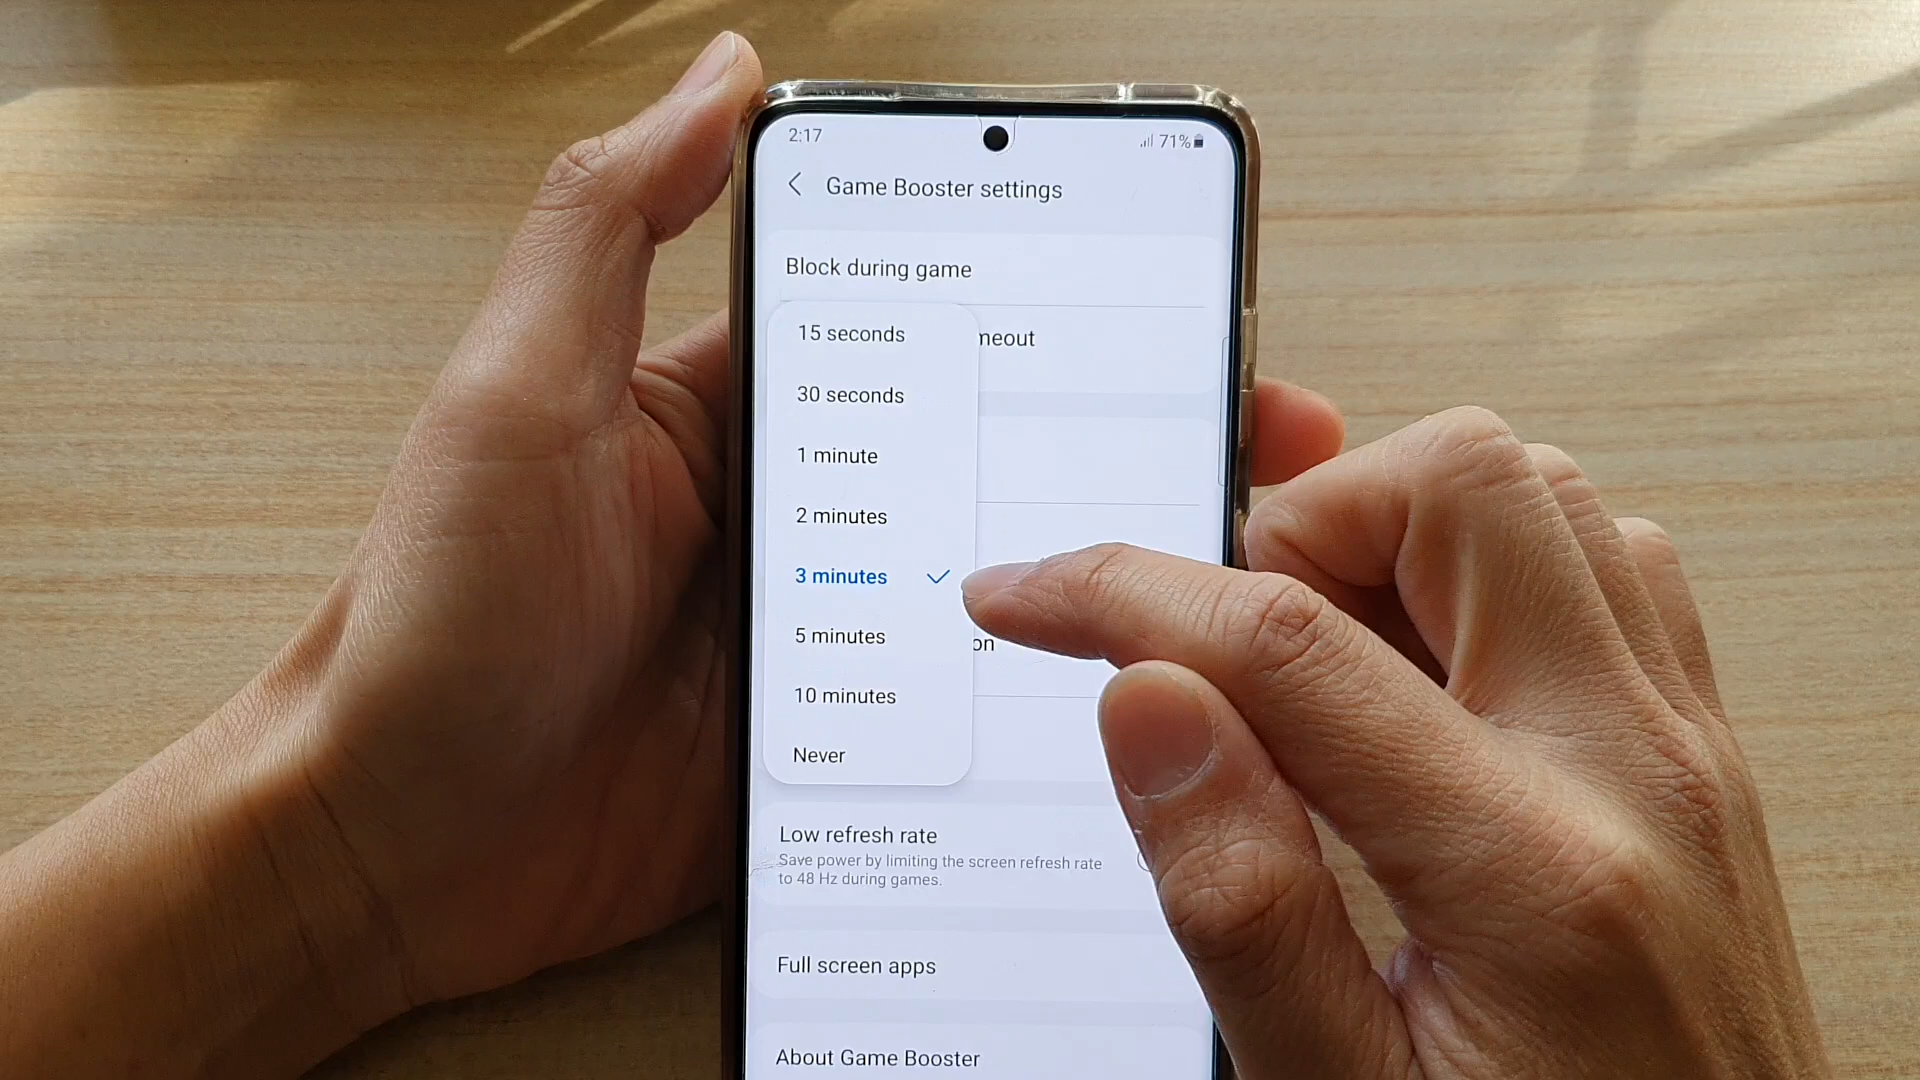 2:17
71%
Game Booster settings
Block during game
15 seconds
meout
30 seconds
1 minute
2 minutes
3 minutes
5 minutes
on
10 minutes
Never
Low refresh rate
Save power by limiting the screen refresh rate
to 48 Hz during games.
Full screen apps
About Game Booster